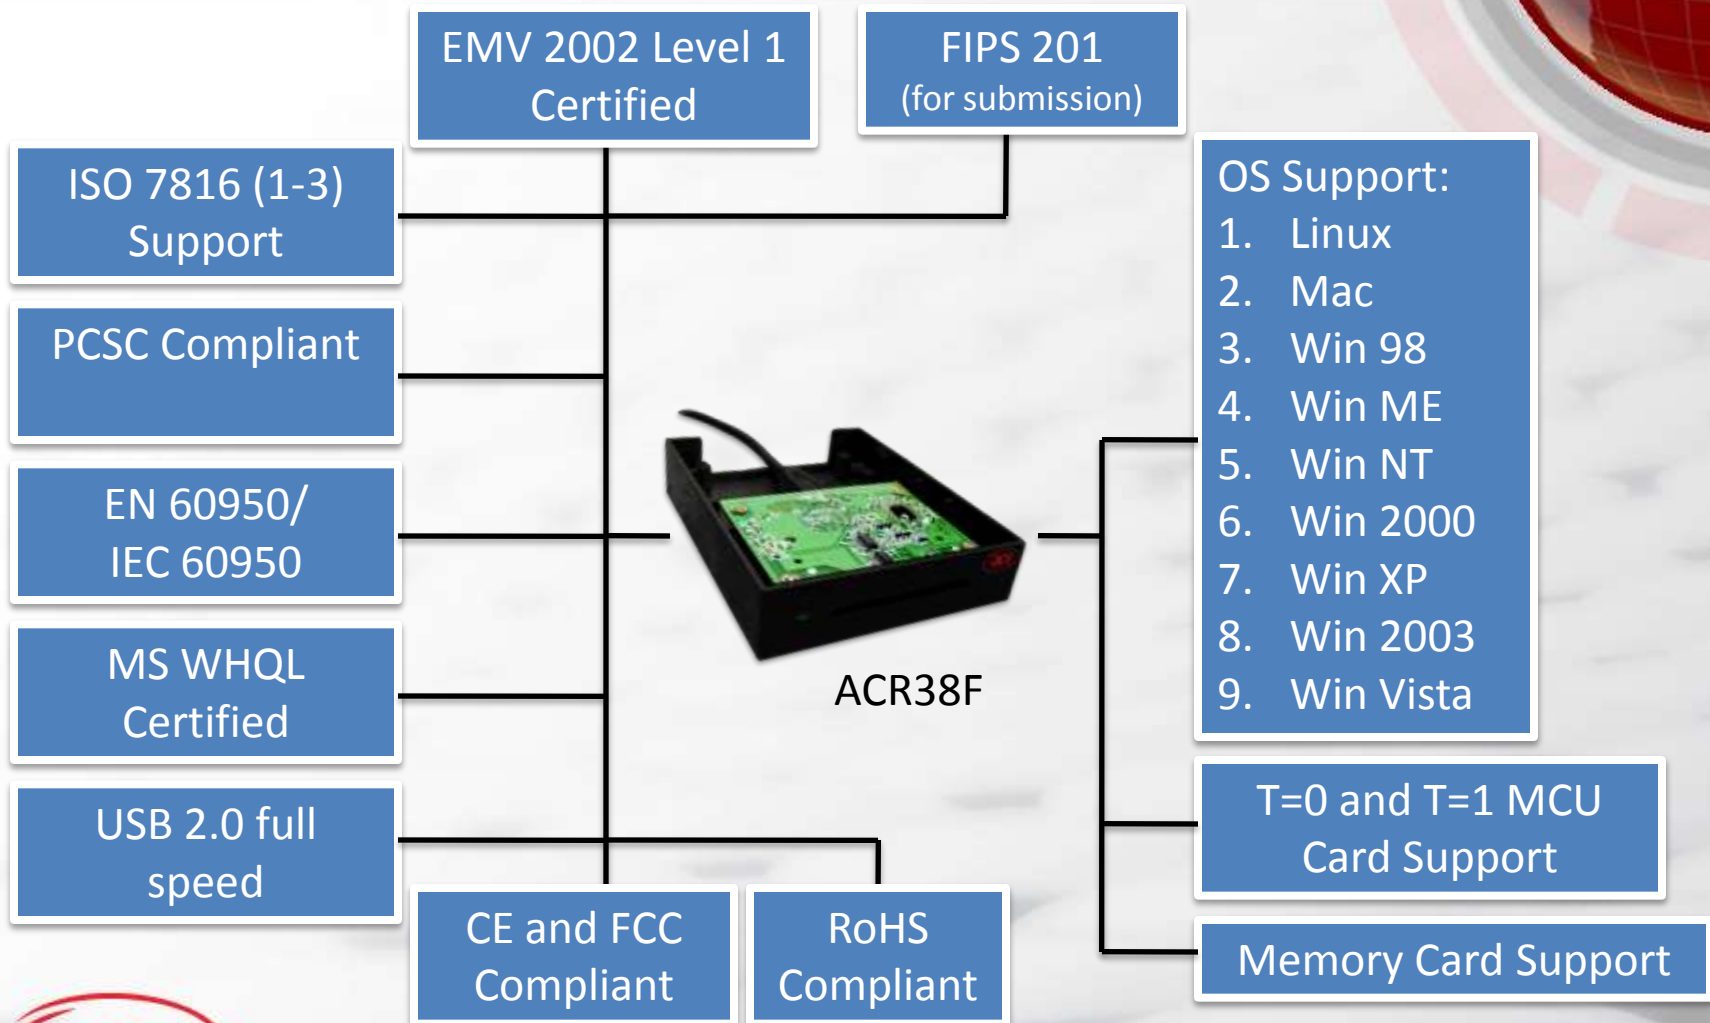 EMV 2002 Level 1
Certified
FIPS 201
(for submission)
ISO 7816 (1-3)
Support
PCSC Compliant
EN 60950/
IEC 60950
MS WHQL
Certified
USB 2.0 full
speed
CE and FCC
Compliant
RoHS
Compliant
ACR38F
OS Support:
1. Linux
2. Mac
3. Win 98
4. Win ME
5. Win NT
6. Win 2000
7. Win XP
8. Win 2003
9. Win Vista
T=0 and T=1 MCU
Card Support
Memory Card Support